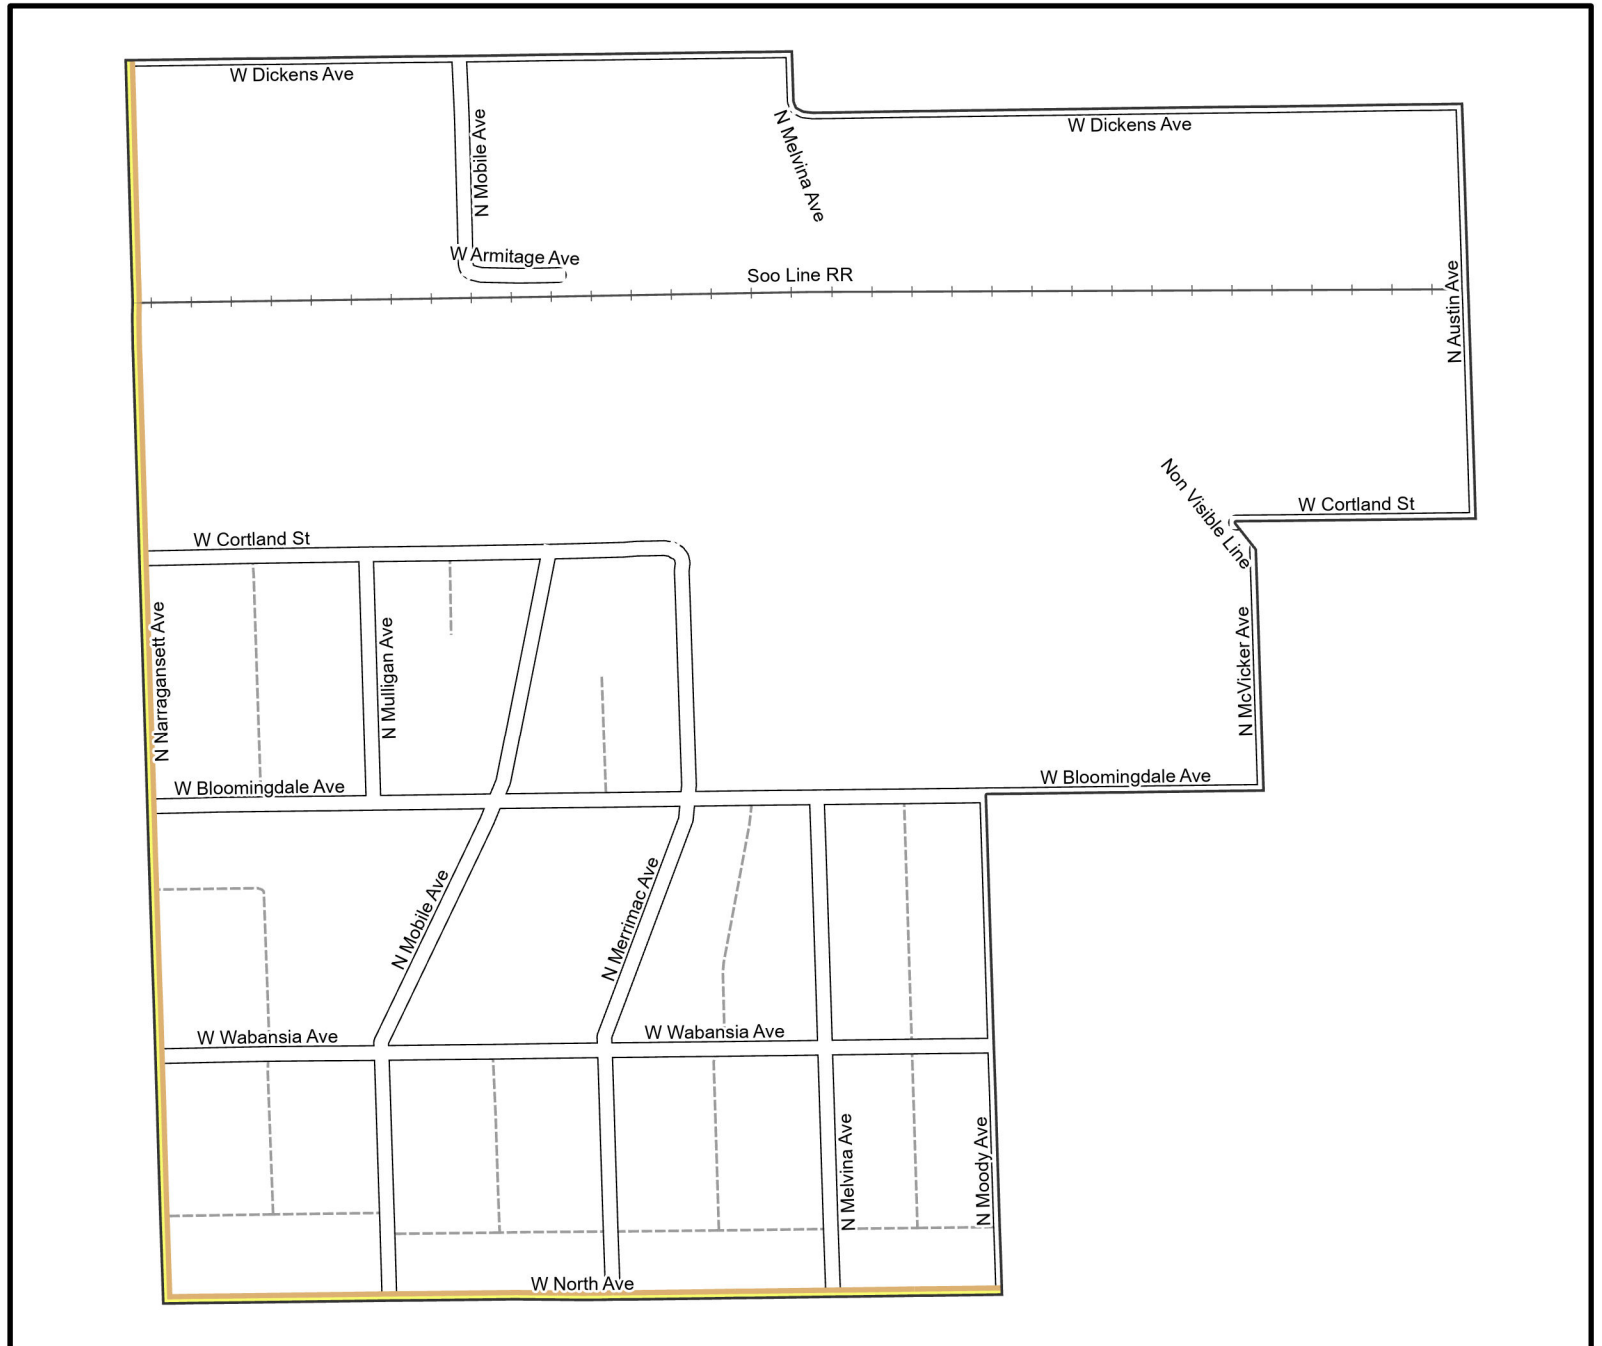 W Dickens Ave
N Mobile Ave
N Melvina Ave
W Dickens Ave
W Armitage Ave
Soo Line RR
N Austin Ave
Non Visible Line
W Cortland St
W Cortland St
N Narragansett Ave
N Mulligan Ave
N McVicker Ave
W Bloomingdale Ave
W Bloomingdale Ave
N Mobile Ave
N Merrimac Ave
W Wabansia Ave
W Wabansia Ave
N Melvina Ave
N Moody Ave
W North Ave